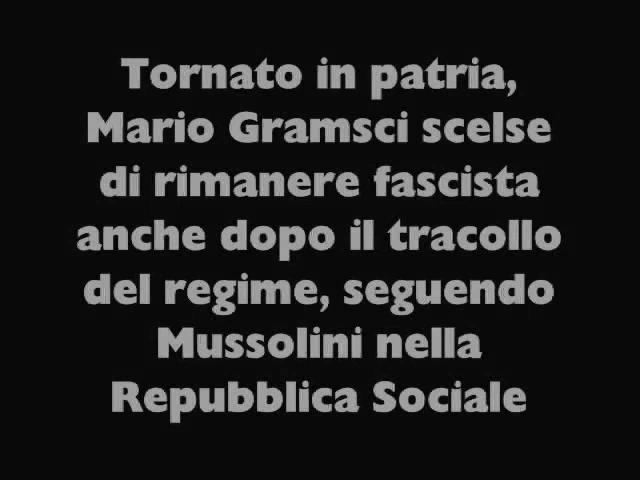 Tornato in patria,
Mario Gramsci scelse
di rimanere fascista
anche dopo il tracollo
del regime, seguendo
Mussolini nella
Repubblica Sociale